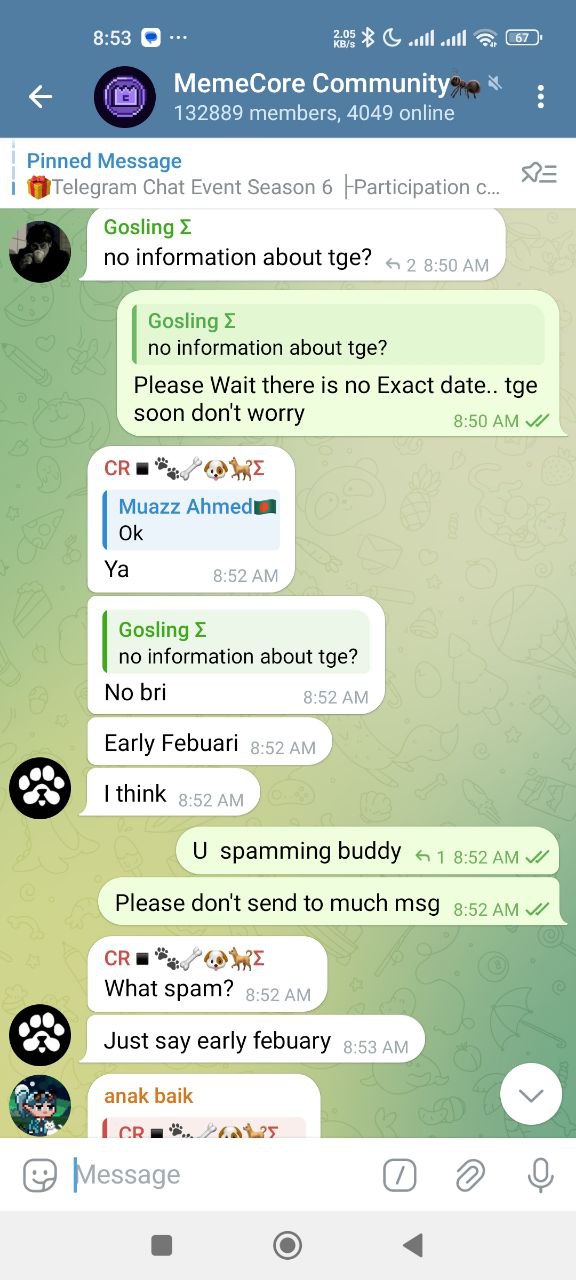 8:53 ... 2.05 KB/s 67
MemeCore Community🐜
132889 members, 4049 online
Pinned Message
🎁Telegram Chat Event Season 6 ├Participation c...
Gosling Σ
no information about tge? 2 8:50 AM
Gosling Σ
no information about tge?
Please Wait there is no Exact date.. tge
soon don't worry 8:50 AM
CR◾🐾🦴🐶🐕Σ
Muazz Ahmed🇧🇩
Ok
Ya 8:52 AM
Gosling Σ
no information about tge?
No bri 8:52 AM
Early Febuari 8:52 AM
I think 8:52 AM
U spamming buddy 1 8:52 AM
Please don't send to much msg 8:52 AM
CR◾🐾🦴🐶🐕Σ
What spam? 8:52 AM
Just say early febuary 8:53 AM
anak baik
CR◾🐾🦴🐶🐕Σ
Message